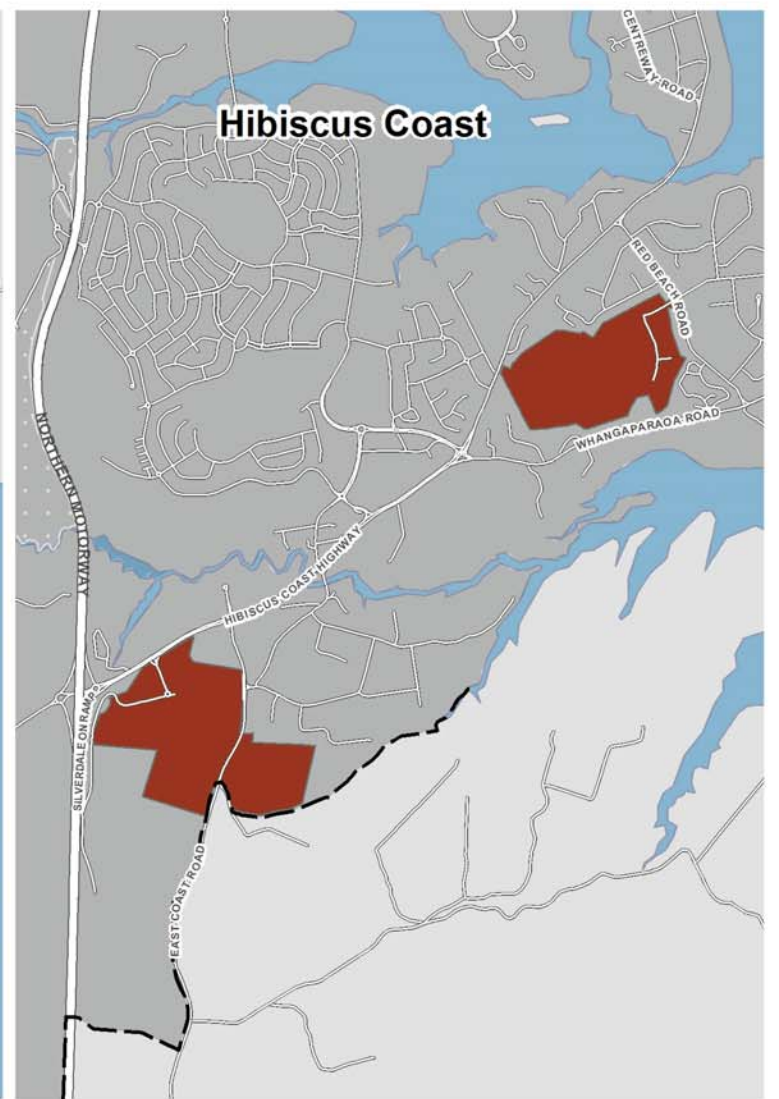 Hibiscus Coast
CENTREWAY ROAD
RED BEACH ROAD
WHANGAPARAOA ROAD
NORTHERN MOTORWAY
HIBISCUS COAST HIGHWAY
SILVERDALE ON RAMP
EAST COAST ROAD